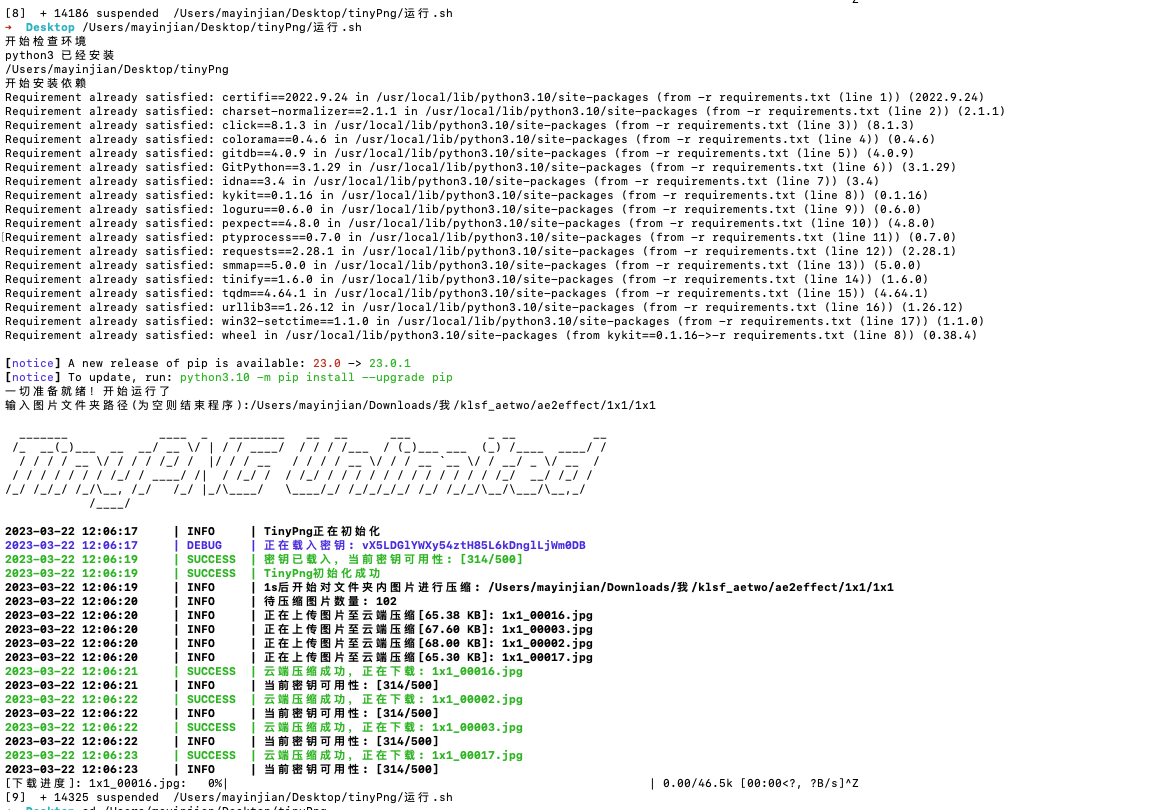 [8]  + 14186 suspended  /Users/mayinjian/Desktop/tinyPng/运行.sh
→  Desktop /Users/mayinjian/Desktop/tinyPng/运行.sh
开始检查环境
python3 已经安装
/Users/mayinjian/Desktop/tinyPng
开始安装依赖
Requirement already satisfied: certifi==2022.9.24 in /usr/local/lib/python3.10/site-packages (from -r requirements.txt (line 1)) (2022.9.24)
Requirement already satisfied: charset-normalizer==2.1.1 in /usr/local/lib/python3.10/site-packages (from -r requirements.txt (line 2)) (2.1.1)
Requirement already satisfied: click==8.1.3 in /usr/local/lib/python3.10/site-packages (from -r requirements.txt (line 3)) (8.1.3)
Requirement already satisfied: colorama==0.4.6 in /usr/local/lib/python3.10/site-packages (from -r requirements.txt (line 4)) (0.4.6)
Requirement already satisfied: gitdb==4.0.9 in /usr/local/lib/python3.10/site-packages (from -r requirements.txt (line 5)) (4.0.9)
Requirement already satisfied: GitPython==3.1.29 in /usr/local/lib/python3.10/site-packages (from -r requirements.txt (line 6)) (3.1.29)
Requirement already satisfied: idna==3.4 in /usr/local/lib/python3.10/site-packages (from -r requirements.txt (line 7)) (3.4)
Requirement already satisfied: kykit==0.1.16 in /usr/local/lib/python3.10/site-packages (from -r requirements.txt (line 8)) (0.1.16)
Requirement already satisfied: loguru==0.6.0 in /usr/local/lib/python3.10/site-packages (from -r requirements.txt (line 9)) (0.6.0)
Requirement already satisfied: pexpect==4.8.0 in /usr/local/lib/python3.10/site-packages (from -r requirements.txt (line 10)) (4.8.0)
Requirement already satisfied: ptyprocess==0.7.0 in /usr/local/lib/python3.10/site-packages (from -r requirements.txt (line 11)) (0.7.0)
Requirement already satisfied: requests==2.28.1 in /usr/local/lib/python3.10/site-packages (from -r requirements.txt (line 12)) (2.28.1)
Requirement already satisfied: smmap==5.0.0 in /usr/local/lib/python3.10/site-packages (from -r requirements.txt (line 13)) (5.0.0)
Requirement already satisfied: tinify==1.6.0 in /usr/local/lib/python3.10/site-packages (from -r requirements.txt (line 14)) (1.6.0)
Requirement already satisfied: tqdm==4.64.1 in /usr/local/lib/python3.10/site-packages (from -r requirements.txt (line 15)) (4.64.1)
Requirement already satisfied: urllib3==1.26.12 in /usr/local/lib/python3.10/site-packages (from -r requirements.txt (line 16)) (1.26.12)
Requirement already satisfied: win32-setctime==1.1.0 in /usr/local/lib/python3.10/site-packages (from -r requirements.txt (line 17)) (1.1.0)
Requirement already satisfied: wheel in /usr/local/lib/python3.10/site-packages (from kykit==0.1.16->-r requirements.txt (line 8)) (0.38.4)
[notice] A new release of pip is available: 23.0 -> 23.0.1
[notice] To update, run: python3.10 -m pip install --upgrade pip
一切准备就绪！开始运行了
输入图片文件夹路径(为空则结束程序):/Users/mayinjian/Downloads/我/klsf_aetwo/ae2effect/1x1/1x1
2023-03-22 12:06:17     | INFO     | TinyPng正在初始化
2023-03-22 12:06:17     | DEBUG    | 正在载入密钥: vX5LDGlYWXy54ztH85L6kDnglLjWm0DB
2023-03-22 12:06:19     | SUCCESS  | 密钥已载入, 当前密钥可用性: [314/500]
2023-03-22 12:06:19     | SUCCESS  | TinyPng初始化成功
2023-03-22 12:06:19     | INFO     | 1s后开始对文件夹内图片进行压缩: /Users/mayinjian/Downloads/我/klsf_aetwo/ae2effect/1x1/1x1
2023-03-22 12:06:20     | INFO     | 待压缩图片数量: 102
2023-03-22 12:06:20     | INFO     | 正在上传图片至云端压缩[65.38 KB]: 1x1_00016.jpg
2023-03-22 12:06:20     | INFO     | 正在上传图片至云端压缩[67.60 KB]: 1x1_00003.jpg
2023-03-22 12:06:20     | INFO     | 正在上传图片至云端压缩[68.00 KB]: 1x1_00002.jpg
2023-03-22 12:06:20     | INFO     | 正在上传图片至云端压缩[65.30 KB]: 1x1_00017.jpg
2023-03-22 12:06:21     | SUCCESS  | 云端压缩成功, 正在下载: 1x1_00016.jpg
2023-03-22 12:06:21     | INFO     | 当前密钥可用性: [314/500]
2023-03-22 12:06:22     | SUCCESS  | 云端压缩成功, 正在下载: 1x1_00002.jpg
2023-03-22 12:06:22     | INFO     | 当前密钥可用性: [314/500]
2023-03-22 12:06:22     | SUCCESS  | 云端压缩成功, 正在下载: 1x1_00003.jpg
2023-03-22 12:06:22     | INFO     | 当前密钥可用性: [314/500]
2023-03-22 12:06:23     | SUCCESS  | 云端压缩成功, 正在下载: 1x1_00017.jpg
2023-03-22 12:06:23     | INFO     | 当前密钥可用性: [314/500]
[下载进度]: 1x1_00016.jpg:   0%|                    | 0.00/46.5k [00:00<?, ?B/s]^Z
[9]  + 14325 suspended  /Users/mayinjian/Desktop/tinyPng/运行.sh